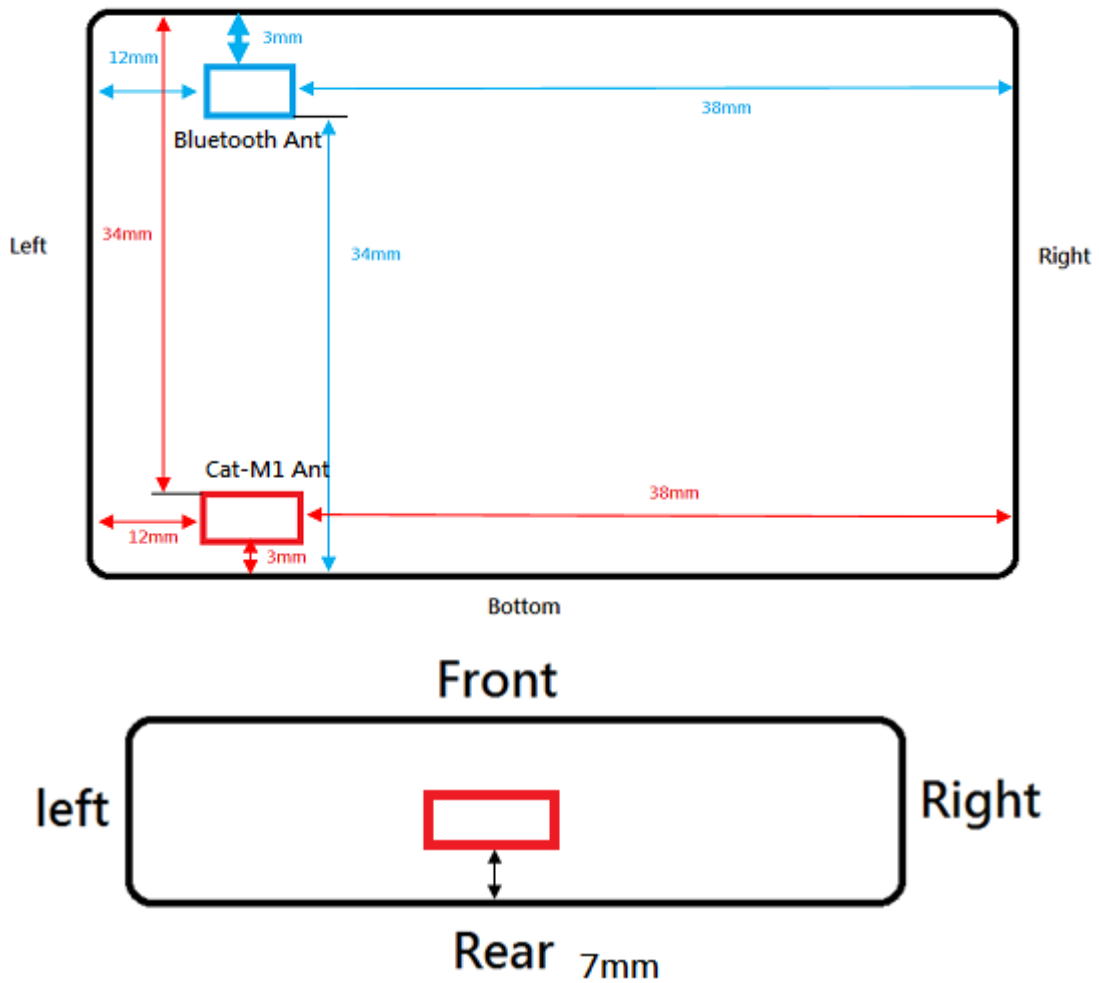 3mm
12mm
38mm
Bluetooth Ant
34mm
Left
34mm
Right
Cat-M1 Ant
38mm
12mm
3mm
Bottom
Front
left
Right
Rear 7mm